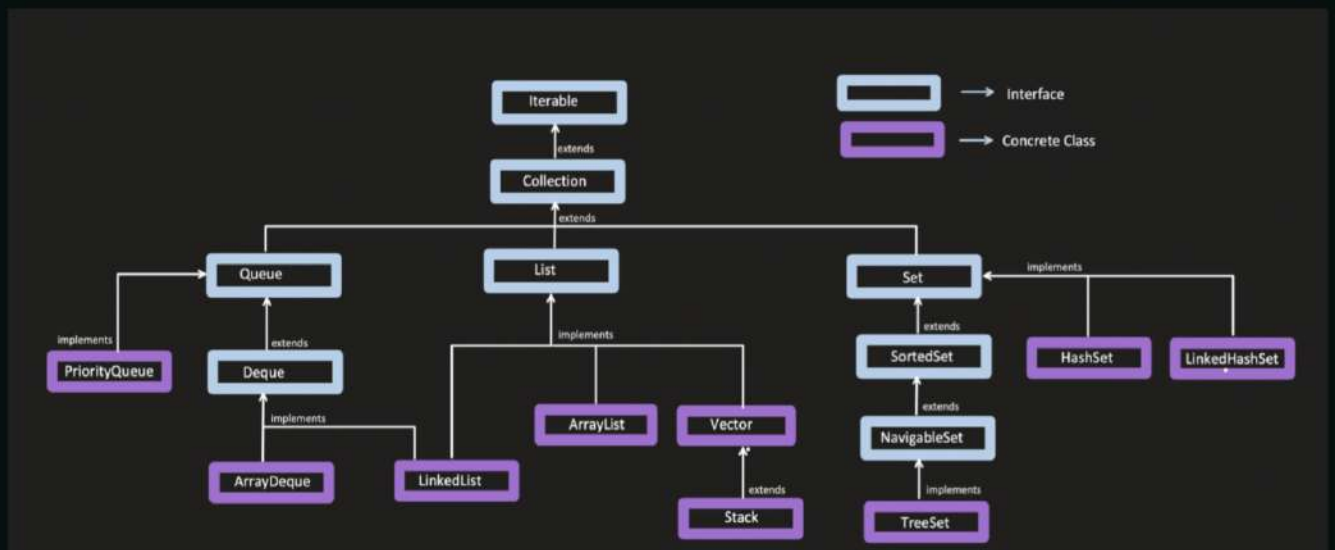 Iterable
Interface
Concrete Class
extends
Collection
extends
Queue
List
Set
implements
implements
extends
implements
extends
PriorityQueue
Deque
SortedSet
HashSet
LinkedHashSet
implements
extends
ArrayList
Vector
NavigableSet
ArrayDeque
LinkedList
extends
implements
Stack
TreeSet